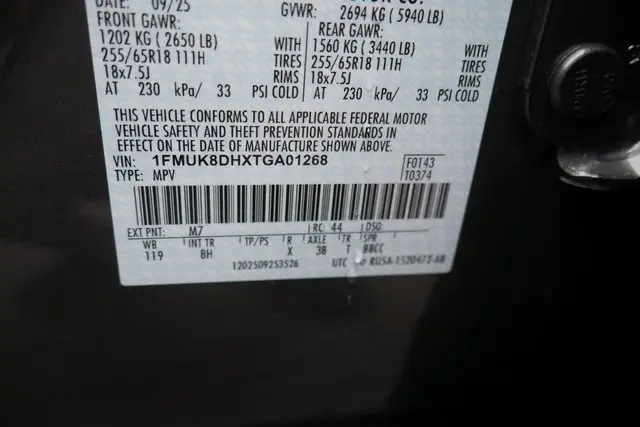 DATE: 09/25 GVWR: 2694 KG ( 5940 LB)
FRONT GAWR: REAR GAWR:
1202 KG ( 2650 LB) WITH 1560 KG ( 3440 LB) WITH
255/65R18 111H TIRES 255/65R18 111H TIRES
18x7.5J RIMS 18x7.5J RIMS
AT 230 kPa/ 33 PSI COLD AT 230 kPa/ 33 PSI COLD
THIS VEHICLE CONFORMS TO ALL APPLICABLE FEDERAL MOTOR
VEHICLE SAFETY AND THEFT PREVENTION STANDARDS IN
EFFECT ON THE DATE OF MANUFACTURE SHOWN ABOVE.
VIN: 1FMUK8DHXTGA01268 F0143
TYPE: MPV T0374
EXT PNT: M7 RC: 44 DSO:
WB INT TR TP/PS R AXLE TR SPR
119 8H X 3B T BBCC
UTC